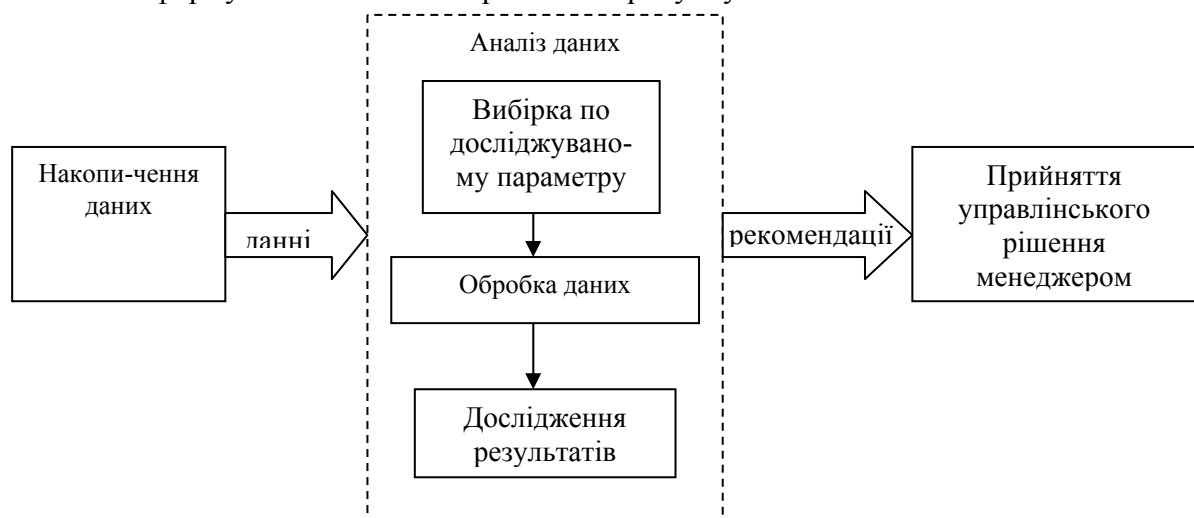 Аналіз даних
Накопи-чення
даних
данні
Вибірка по
досліджувано-
му параметру
Обробка даних
Дослідження
результатів
рекомендації
Прийняття
управлінського
рішення
менеджером